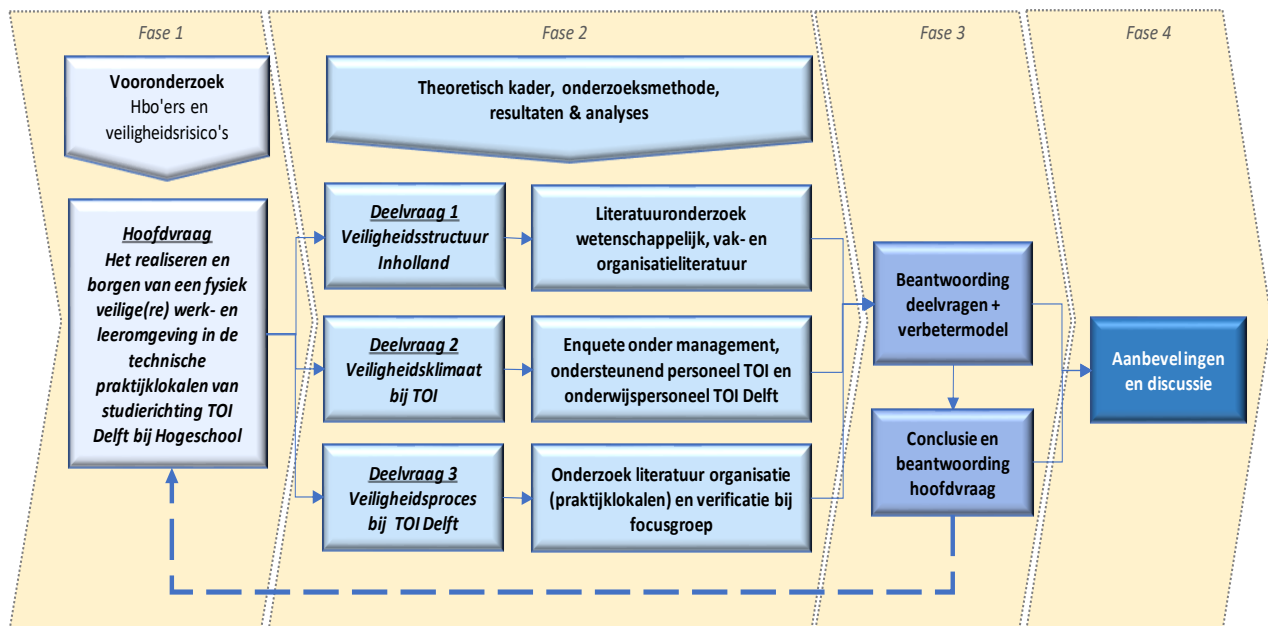 Fase 1
Fase 2
Fase 3
Fase 4
Vooronderzoek
Hbo'ers en
veiligheidsrisico's
Theoretisch kader, onderzoeksmethode,
resultaten & analyses
Hoofdvraag
Het realiseren en
borgen van een fysiek
veilige(re) werk- en
leeromgeving in de
technische
praktijklokalen van
studierichting TOI
Delft bij Hogeschool
Deelvraag 1
Veiligheidsstructuur
Inholland
Literatuuronderzoek
wetenschappelijk, vak- en
organisatieliteratuur
Deelvraag 2
Veiligheidsklimaat
bij TOI
Enquete onder management,
ondersteunend personeel TOI en
onderwijspersoneel TOI Delft
Deelvraag 3
Veiligheidsproces
bij TOI Delft
Onderzoek literatuur organisatie
(praktijklokalen) en verificatie bij
focusgroep
Beantwoording
deelvragen +
verbetermodel
Conclusie en
beantwoording
hoofdvraag
Aanbevelingen
en discussie